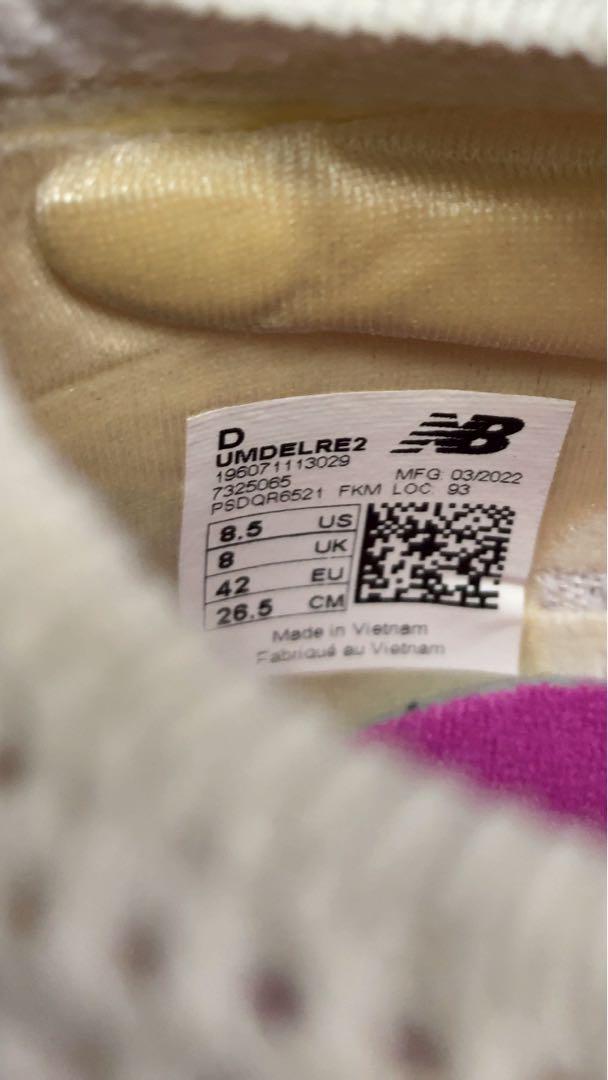 D
NB
UMDELRE2
196071113029
7325065
MFG: 03/2022
PSDQR6521 FKM LOC: 93
8.5 US
8 UK
42 EU
26.5 CM
Made in Vietnam
Fabriqué au Vietnam